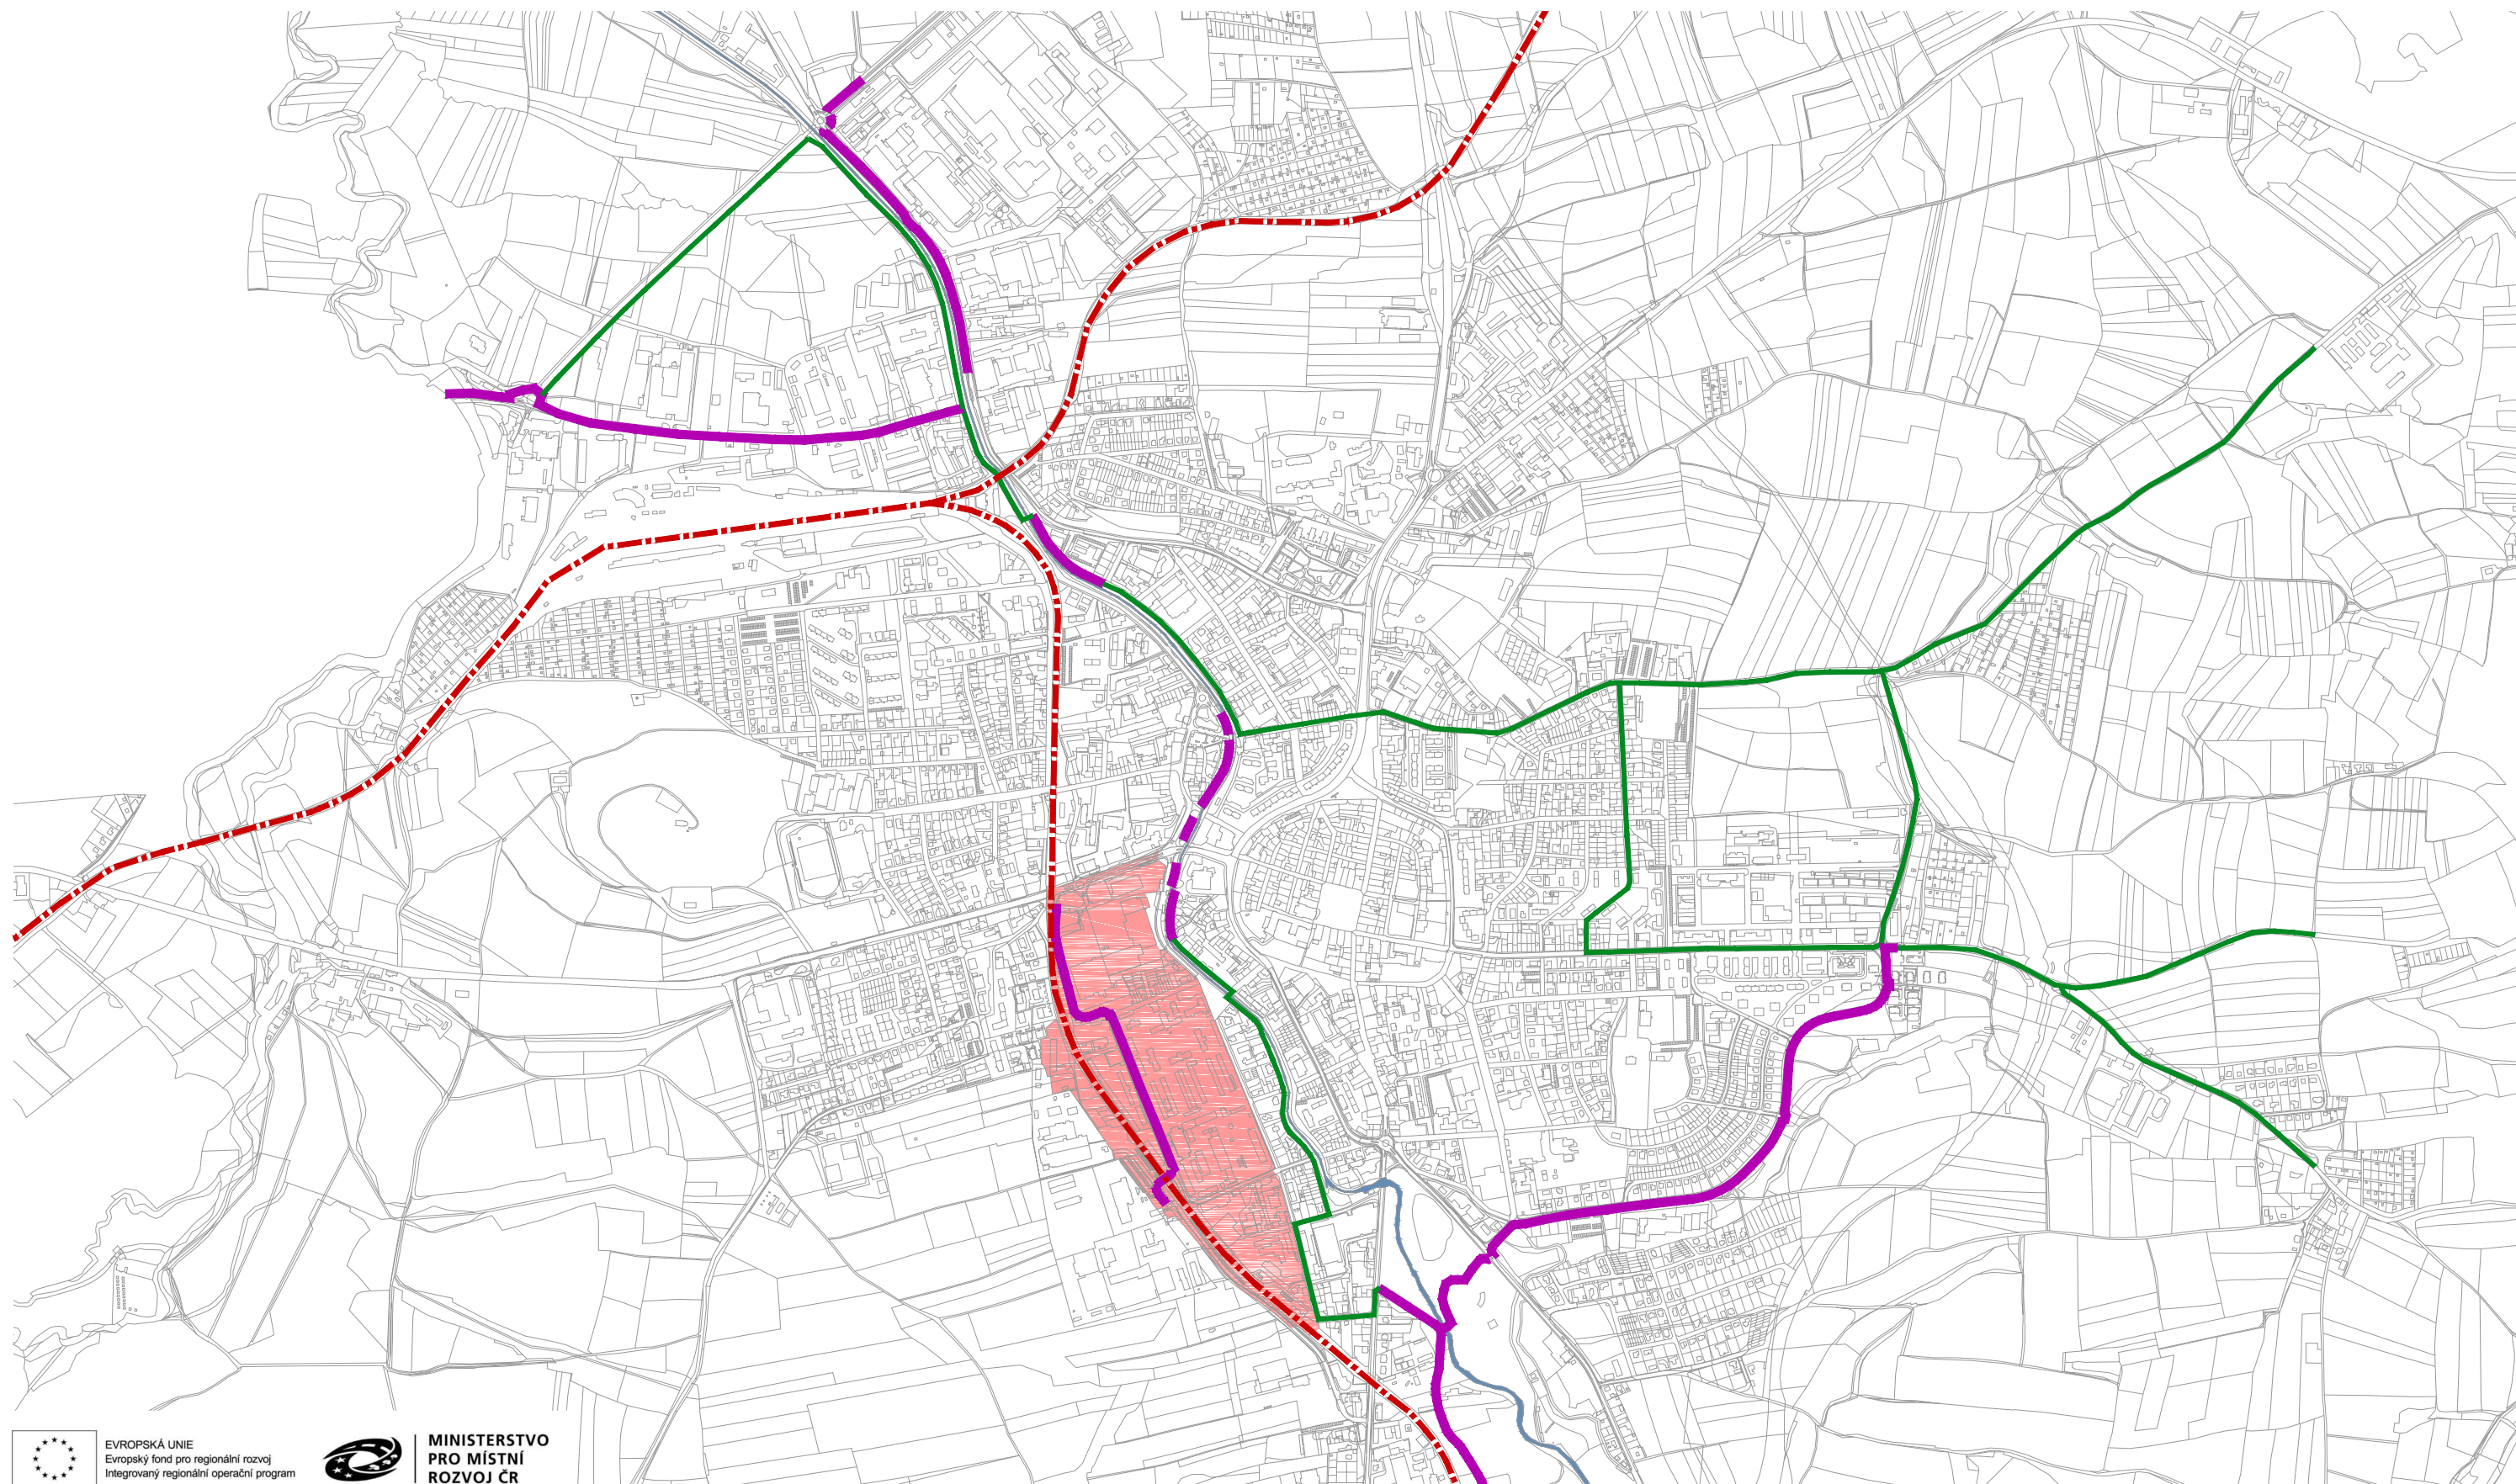 EVROPSKÁ UNIE
Evropský fond pro regionální rozvoj
Integrovaný regionální operační program
MINISTERSTVO
PRO MÍSTNÍ
ROZVOJ ČR